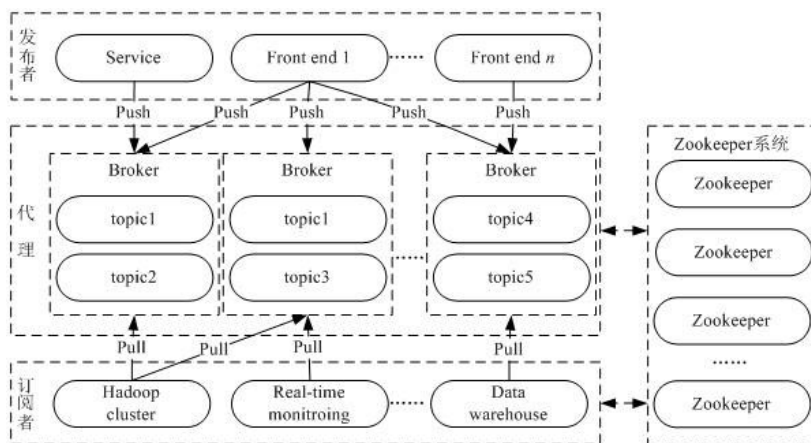 发布者
Service
Front end 1
……
Front end n
Push
Push
Push
Push
Push
代理
Broker
topic1
topic2
Broker
topic1
topic3
……
Broker
topic4
topic5
Zookeeper系统
Zookeeper
Zookeeper
Zookeeper
……
Zookeeper
Pull
Pull
Pull
Pull
订阅者
Hadoop
cluster
Real-time
monitroing
……
Data
warehouse